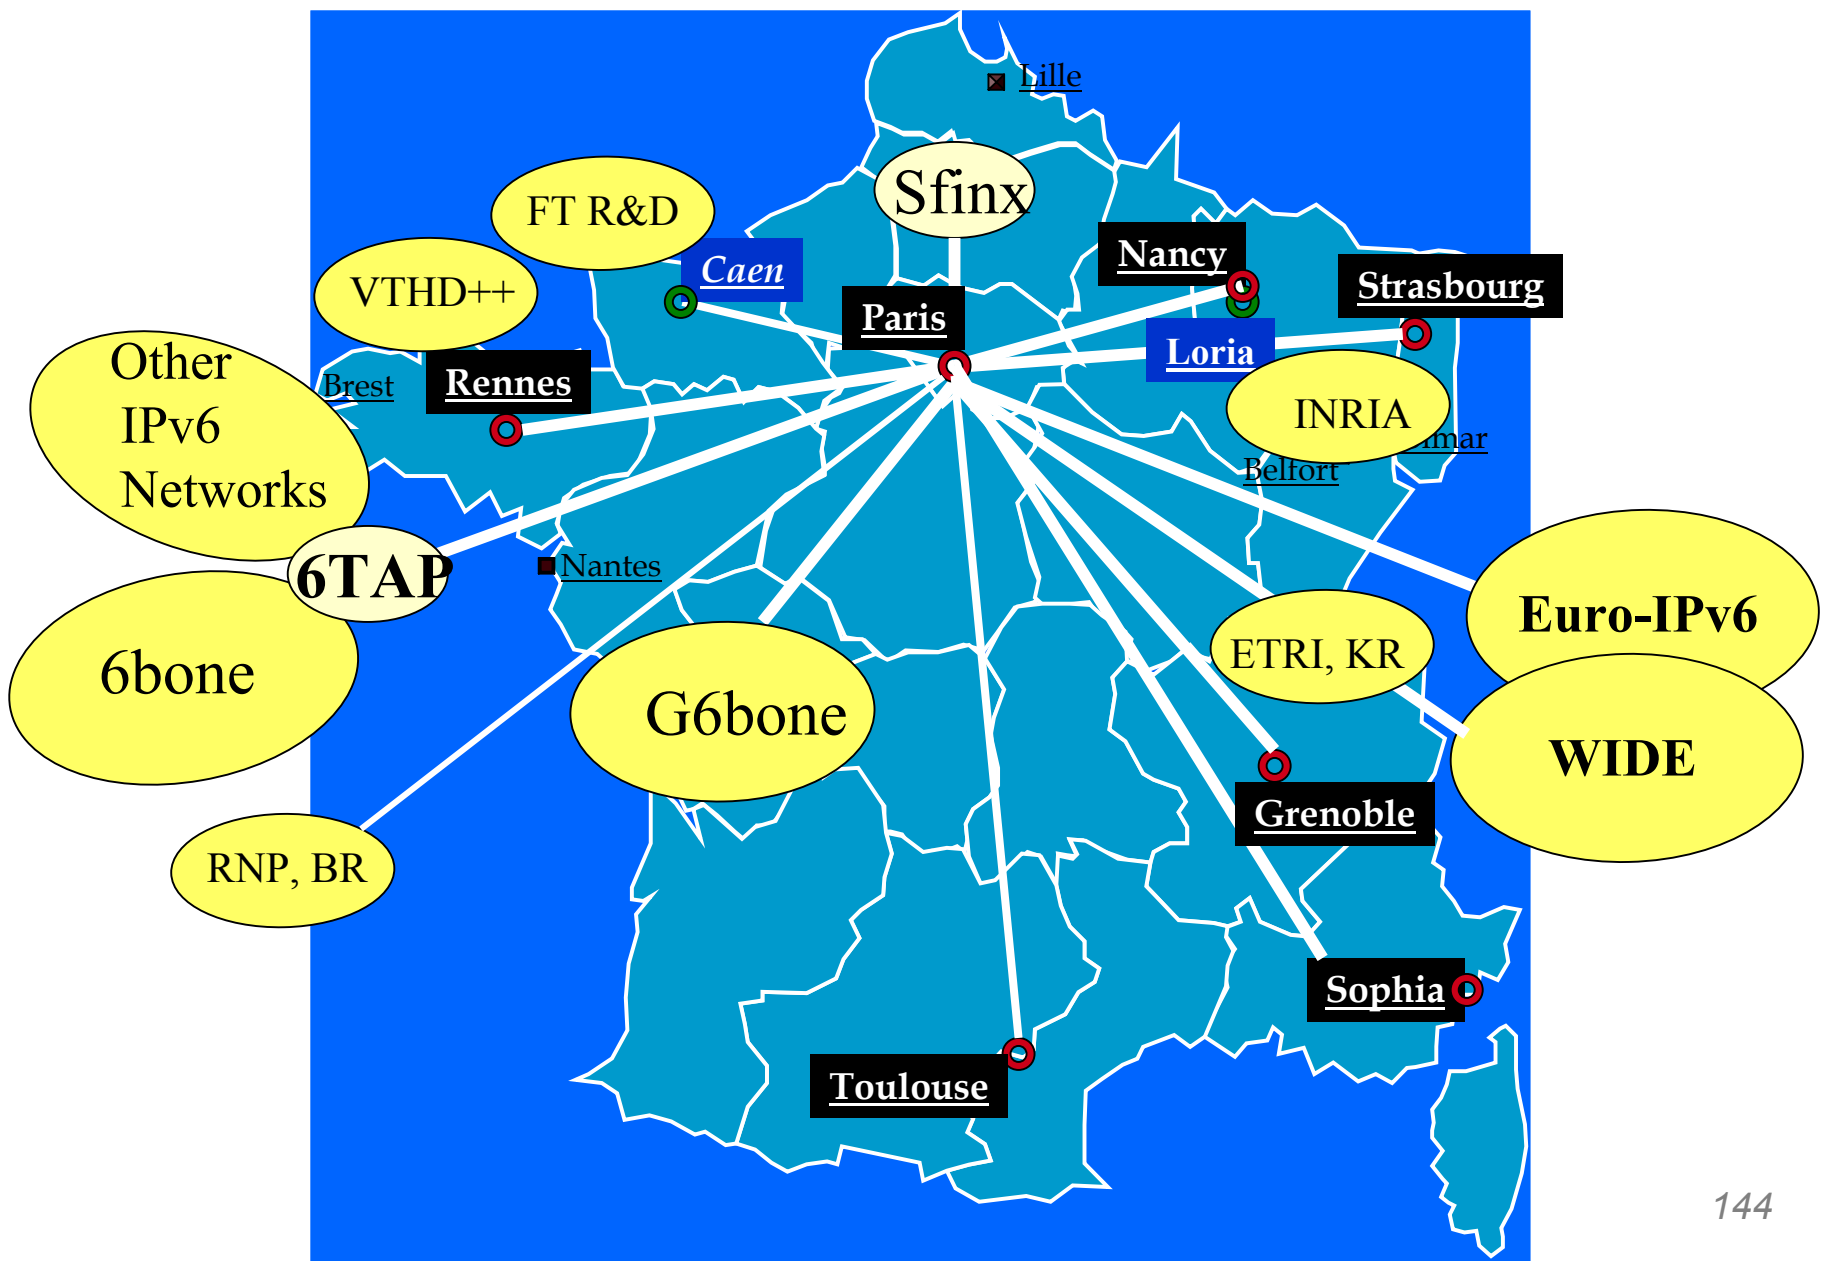 Lille
Sfinx
FT R&D
Caen
Nancy
VTHD++
Strasbourg
Paris
Loria
Other
IPv6
Networks
Brest
Rennes
INRIA
Belfort
6TAP
Nantes
Euro-IPv6
ETRI, KR
6bone
G6bone
WIDE
Grenoble
RNP, BR
Sophia
Toulouse
144